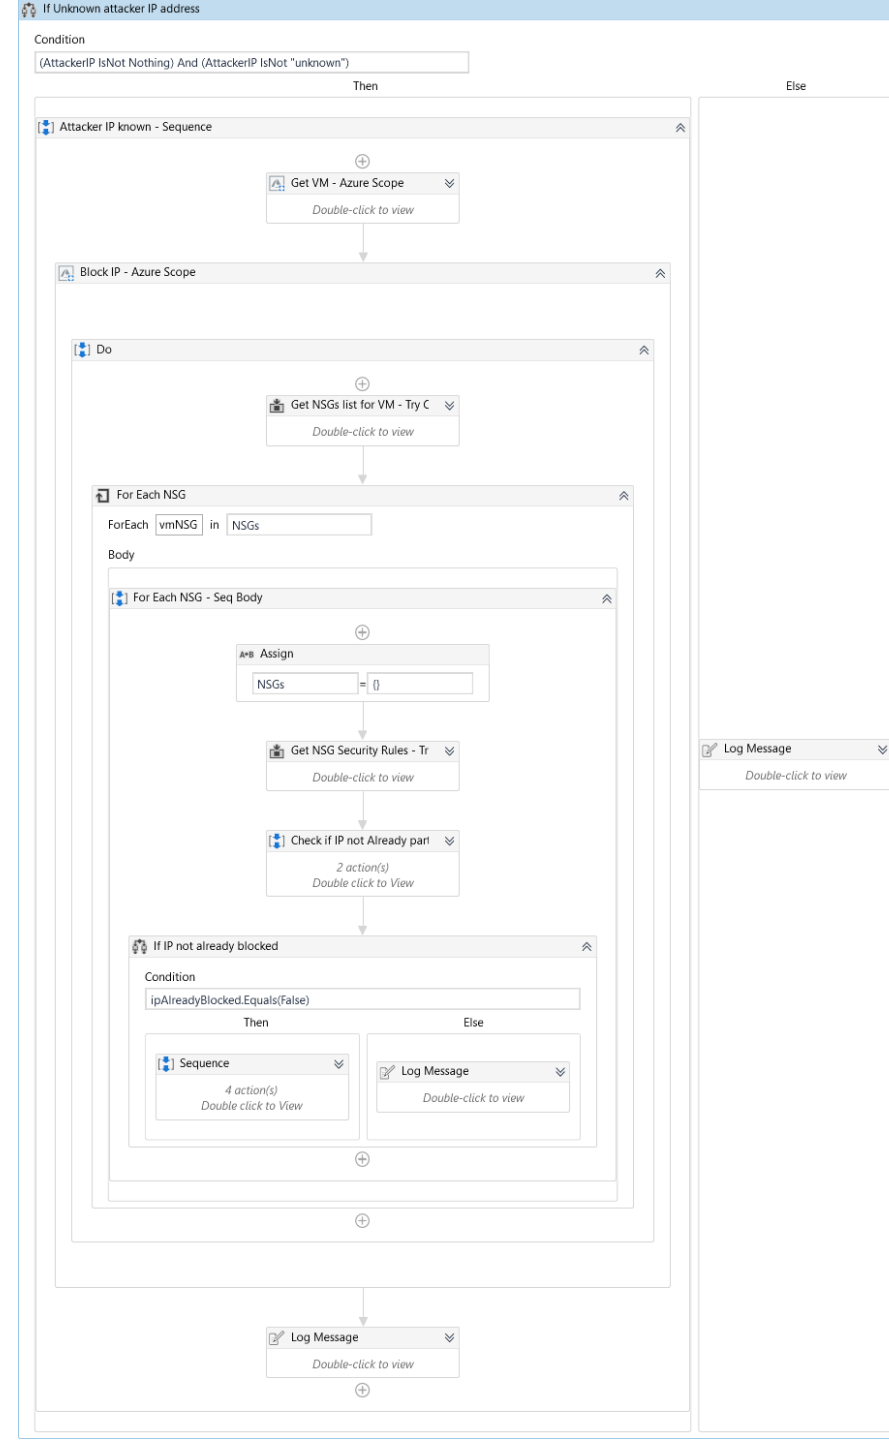 If Unknown attacker IP address
Condition
(AttackerIP IsNot Nothing) And (AttackerIP IsNot "unknown")
Then
Else
Attacker IP known - Sequence
Get VM - Azure Scope
Double-click to view
Block IP - Azure Scope
Do
Get NSGs list for VM - Try C
Double-click to view
For Each NSG
ForEach vmNSG in NSGs
Body
For Each NSG - Seq Body
A*B Assign
NSGs = {}
Get NSG Security Rules - Tr
Double-click to view
Log Message
Double-click to view
Check if IP not Already part
2 action(s)
Double click to View
If IP not already blocked
Condition
ipAlreadyBlocked.Equals(False)
Then
Else
Sequence
4 action(s)
Double click to View
Log Message
Double-click to view
Log Message
Double-click to view